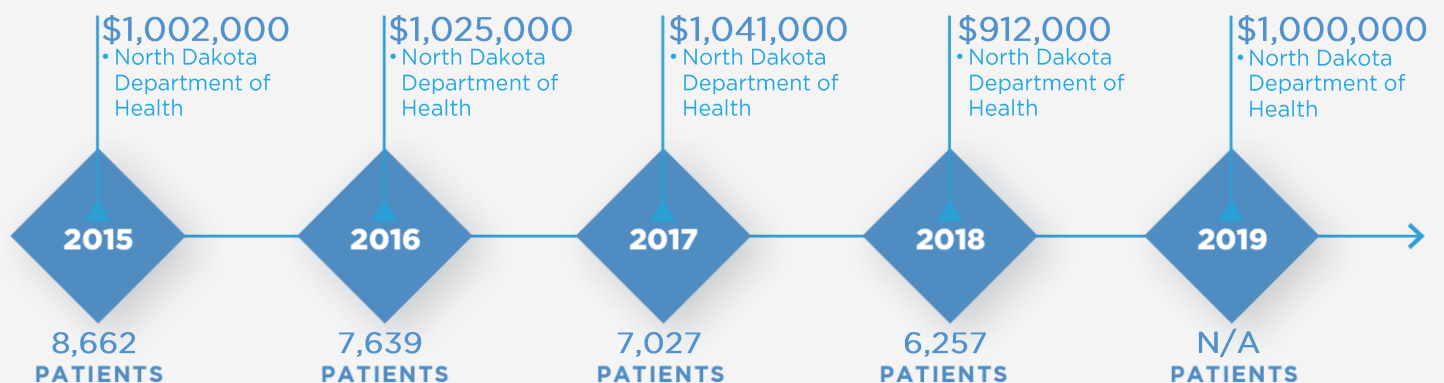 $1,002,000
• North Dakota
Department of
Health
2015
8,662
PATIENTS
$1,025,000
• North Dakota
Department of
Health
2016
7,639
PATIENTS
$1,041,000
• North Dakota
Department of
Health
2017
7,027
PATIENTS
$912,000
• North Dakota
Department of
Health
2018
6,257
PATIENTS
$1,000,000
• North Dakota
Department of
Health
2019
N/A
PATIENTS